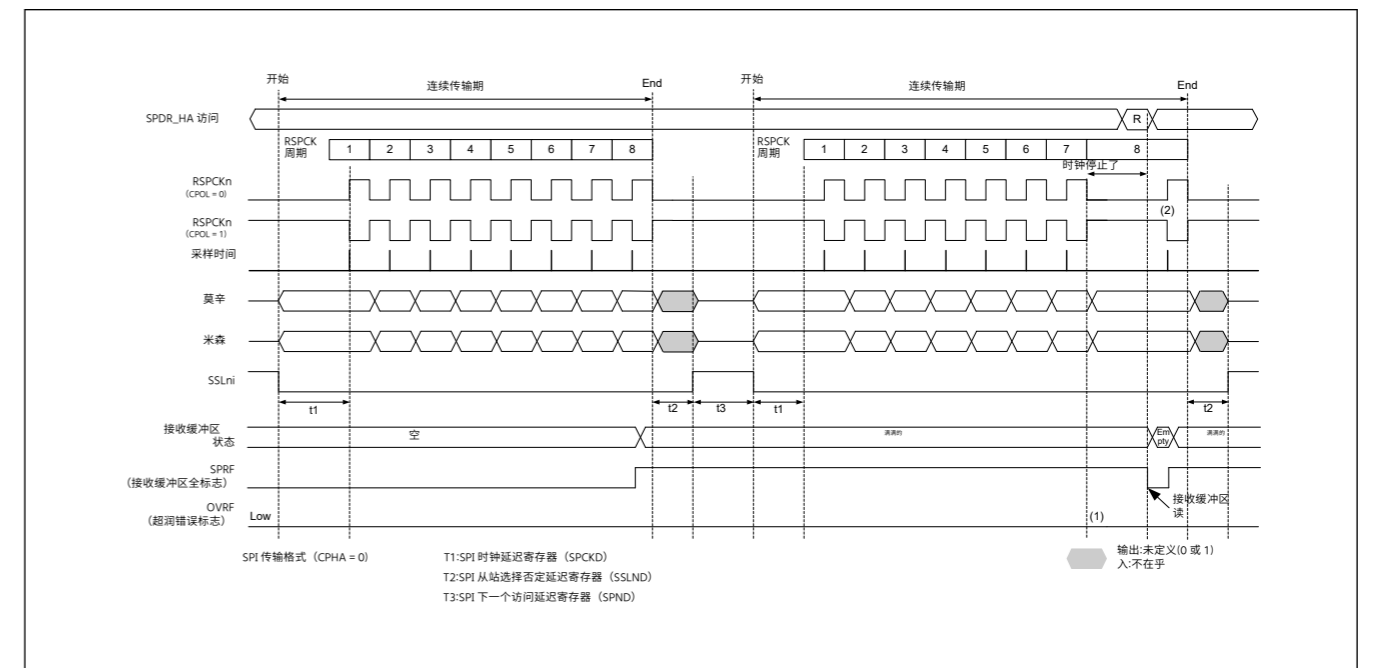 开始
连续传输期
End
开始
连续传输期
End
SPDR_HA 访问
R
RSPCK
周期
1 2 3 4 5 6 7 8
RSPCK
周期
1 2 3 4 5 6 7 8
时钟停止了
RSPCKn
(CPOL = 0)
(2)
RSPCKn
(CPOL = 1)
采样时间
莫辛
米森
SSLni
t1
t2
t3
t1
t2
接收缓冲区
状态
空
满满的
Em
pty
满满的
SPRF
(接收缓冲区全标志)
接收缓冲区
读
OVRF
(超润错误标志)
Low
(1)
SPI 传输格式（CPHA = 0)
T1:SPI 时钟延迟寄存器（SPCKD）
T2:SPI 从站选择否定延迟寄存器（SSLND）
T3:SPI 下一个访问延迟寄存器（SPND）
输出:未定义(0 或 1)
入:不在乎